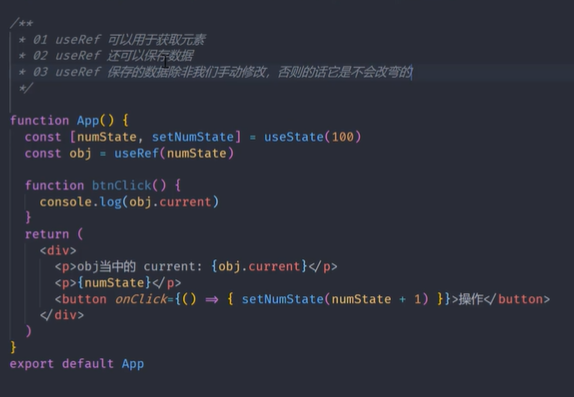 /**
 * 01 useRef 可以用于获取元素
 * 02 useRef 还可以保存数据
 * 03 useRef 保存的数据除非我们手动修改，否则的话它是不会改弯的
 */
function App() {
  const [numState, setNumState] = useState(100)
  const obj = useRef(numState)
  function btnClick() {
    console.log(obj.current)
  }
  return (
    <div>
      <p>obj当中的 current: {obj.current}</p>
      <p>{numState}</p>
      <button onClick={() => { setNumState(numState + 1) }}>操作</button>
    </div>
  )
}
export default App